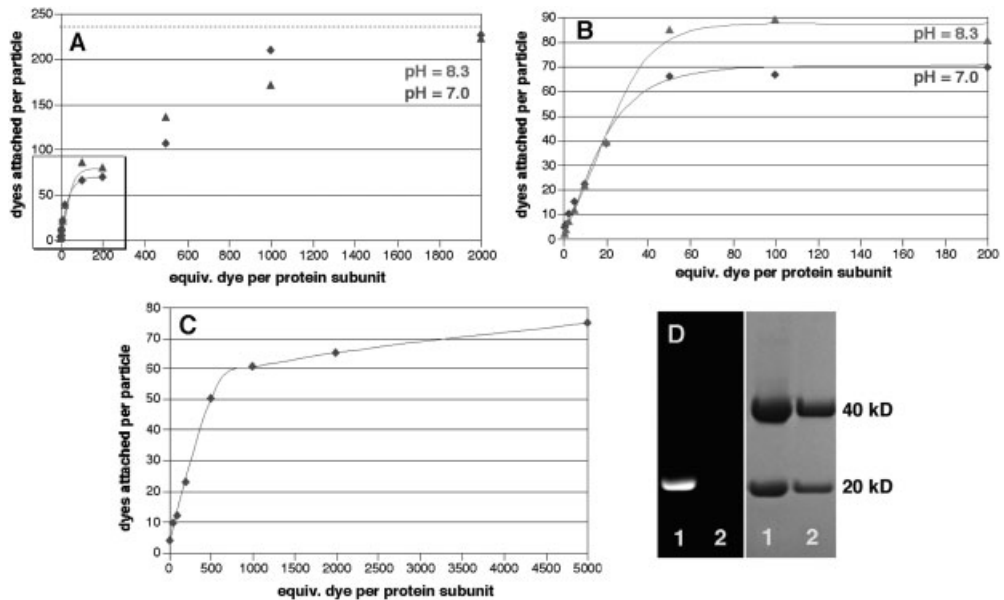 A
dyes attached per particle
250
200
150
100
50
0
0 200 400 600 800 1000 1200 1400 1600 1800 2000
equiv. dye per protein subunit
pH = 8.3
pH = 7.0
B
dyes attached per particle
90
80
70
60
50
40
30
20
10
0
0 20 40 60 80 100 120 140 160 180 200
equiv. dye per protein subunit
pH = 8.3
pH = 7.0
C
dyes attached per particle
80
70
60
50
40
30
20
10
0
0 500 1000 1500 2000 2500 3000 3500 4000 4500 5000
equiv. dye per protein subunit
D
40 kD
20 kD
1 2 1 2